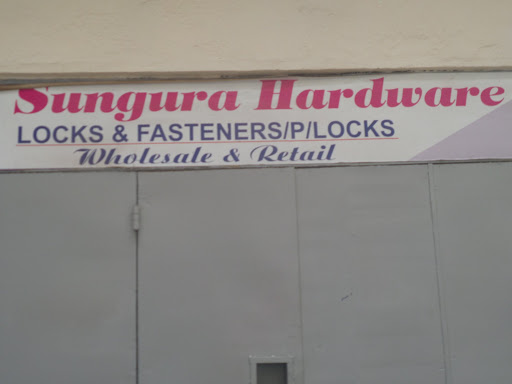 Sungura Hardware
LOCKS & FASTENERS/P/LOCKS
Wholesale & Retail